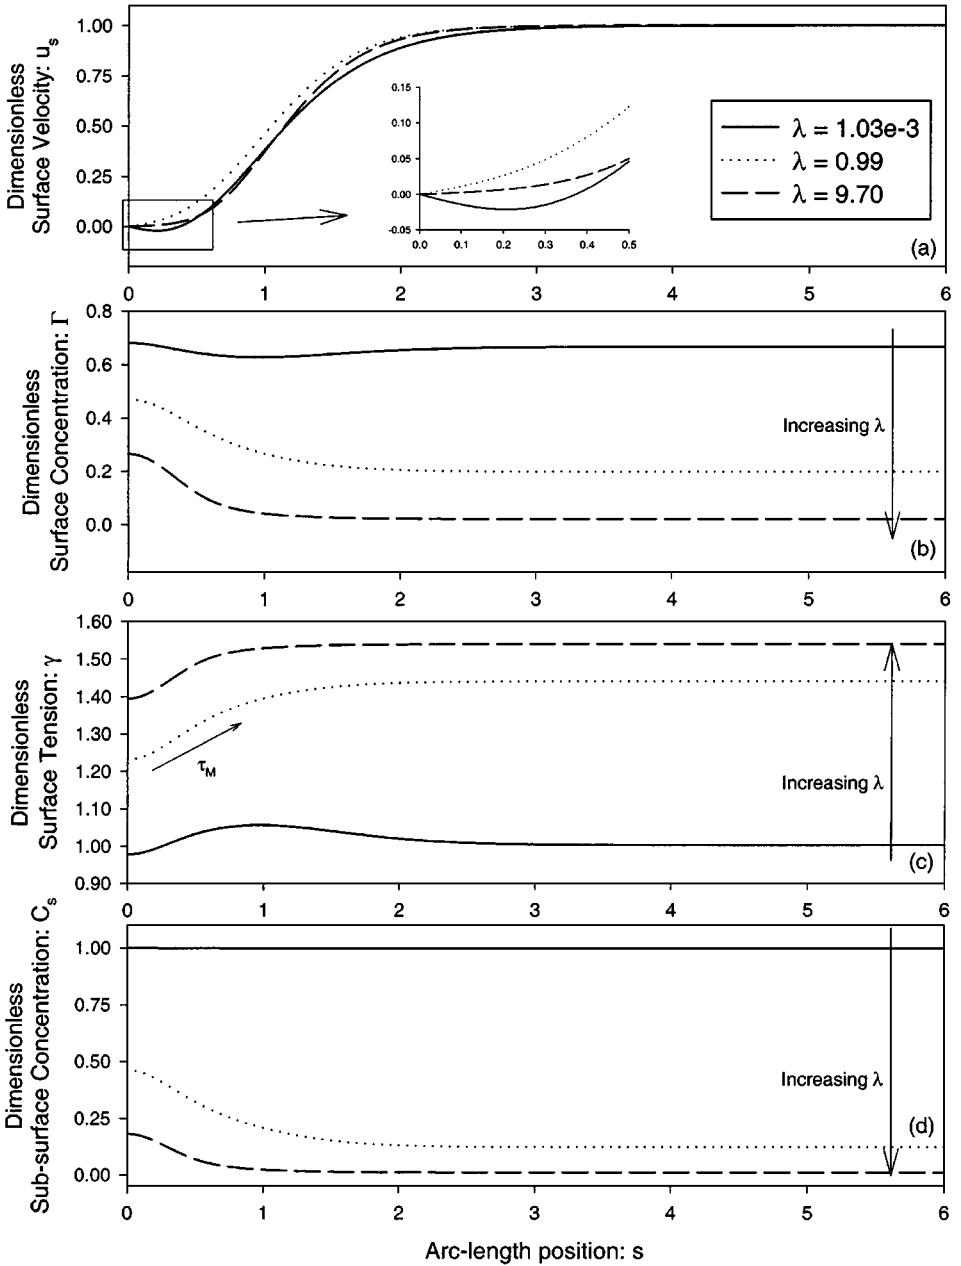 Dimensionless
Surface Velocity: u_s
1.00
0.75
0.50
0.25
0.00
0.15
0.10
0.05
0.00
-0.05
0.0 0.1 0.2 0.3 0.4 0.5
λ = 1.03e-3
λ = 0.99
λ = 9.70
(a)
0 1 2 3 4 5 6
Dimensionless
Surface Concentration: Γ
0.8
0.6
0.4
0.2
0.0
Increasing λ
(b)
0 1 2 3 4 5 6
Dimensionless
Surface Tension: γ
1.60
1.50
1.40
1.30
1.20
1.10
1.00
0.90
τ_M
Increasing λ
(c)
0 1 2 3 4 5 6
Dimensionless
Sub-surface Concentration: C_s
1.00
0.75
0.50
0.25
0.00
Increasing λ
(d)
0 1 2 3 4 5 6
Arc-length position: s